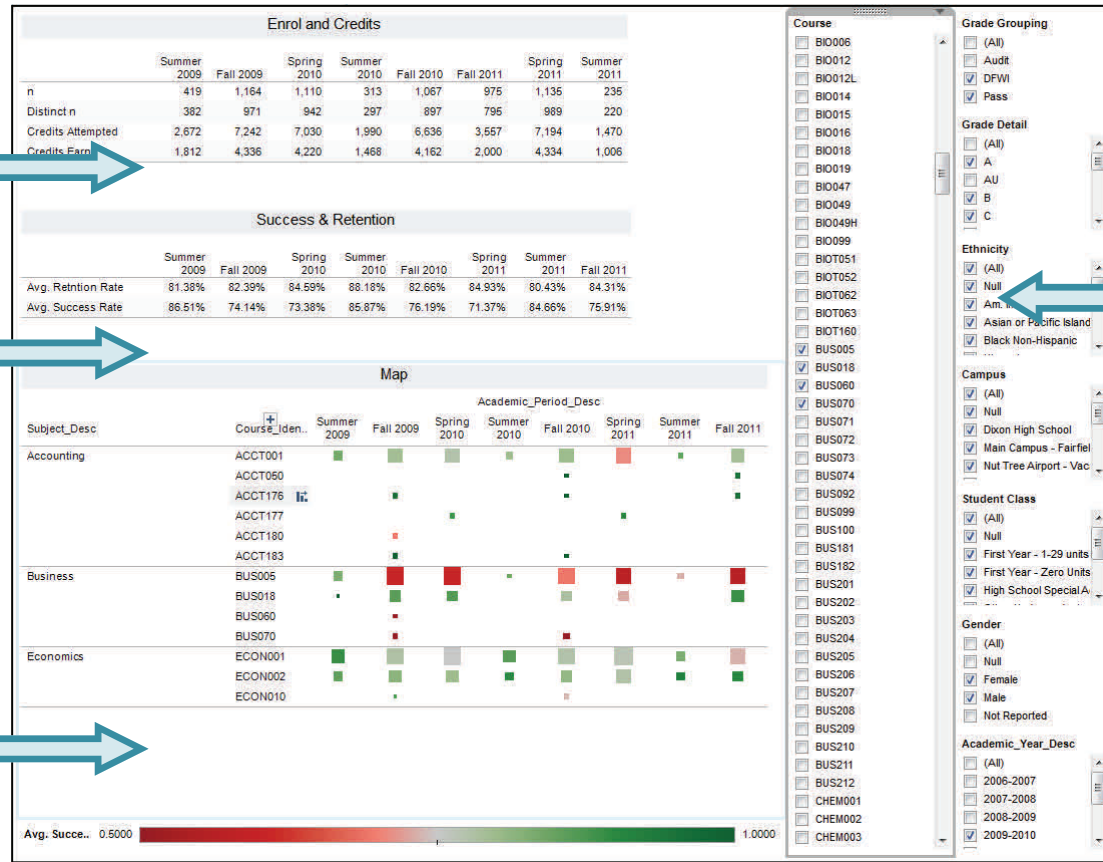 Enrol and Credits
Summer 2009 Fall 2009 Spring 2010 Summer 2010 Fall 2010 Fall 2011 Spring 2011 Summer 2011
n 419 1,164 1,110 313 1,067 975 1,135 235
Distinct n 382 971 942 297 897 795 989 220
Credits Attempted 2,672 7,242 7,030 1,990 6,636 3,557 7,194 1,470
Credits Earn 1,812 4,336 4,220 1,468 4,162 2,000 4,334 1,006
Success & Retention
Summer 2009 Fall 2009 Spring 2010 Summer 2010 Fall 2010 Spring 2011 Summer 2011 Fall 2011
Avg. Retntion Rate 81.38% 82.39% 84.59% 88.18% 82.66% 84.93% 80.43% 84.31%
Avg. Success Rate 86.51% 74.14% 73.38% 85.87% 76.19% 71.37% 84.66% 75.91%
Map
Academic_Period_Desc
Subject_Desc Course_Iden.. Summer 2009 Fall 2009 Spring 2010 Summer 2010 Fall 2010 Spring 2011 Summer 2011 Fall 2011
Accounting ACCT001
ACCT050
ACCT176
ACCT177
ACCT180
ACCT183
Business BUS005
BUS018
BUS060
BUS070
Economics ECON001
ECON002
ECON010
Avg. Succe.. 0.5000 1.0000
Course
BIO006
BIO012
BIO012L
BIO014
BIO015
BIO016
BIO018
BIO019
BIO047
BIO049
BIO049H
BIO099
BIOT051
BIOT052
BIOT062
BIOT063
BIOT160
BUS005
BUS018
BUS060
BUS070
BUS071
BUS072
BUS073
BUS074
BUS092
BUS099
BUS100
BUS181
BUS182
BUS201
BUS202
BUS203
BUS204
BUS205
BUS206
BUS207
BUS208
BUS209
BUS210
BUS211
BUS212
CHEM001
CHEM002
CHEM003
Grade Grouping
(All)
Audit
DFWI
Pass
Grade Detail
(All)
A
AU
B
C
Ethnicity
(All)
Null
Am.
Asian or Pacific Island
Black Non-Hispanic
Campus
(All)
Null
Dixon High School
Main Campus - Fairfiel
Nut Tree Airport - Vac
Student Class
(All)
Null
First Year - 1-29 units
First Year - Zero Units
High School Special A
Gender
(All)
Null
Female
Male
Not Reported
Academic_Year_Desc
(All)
2006-2007
2007-2008
2008-2009
2009-2010